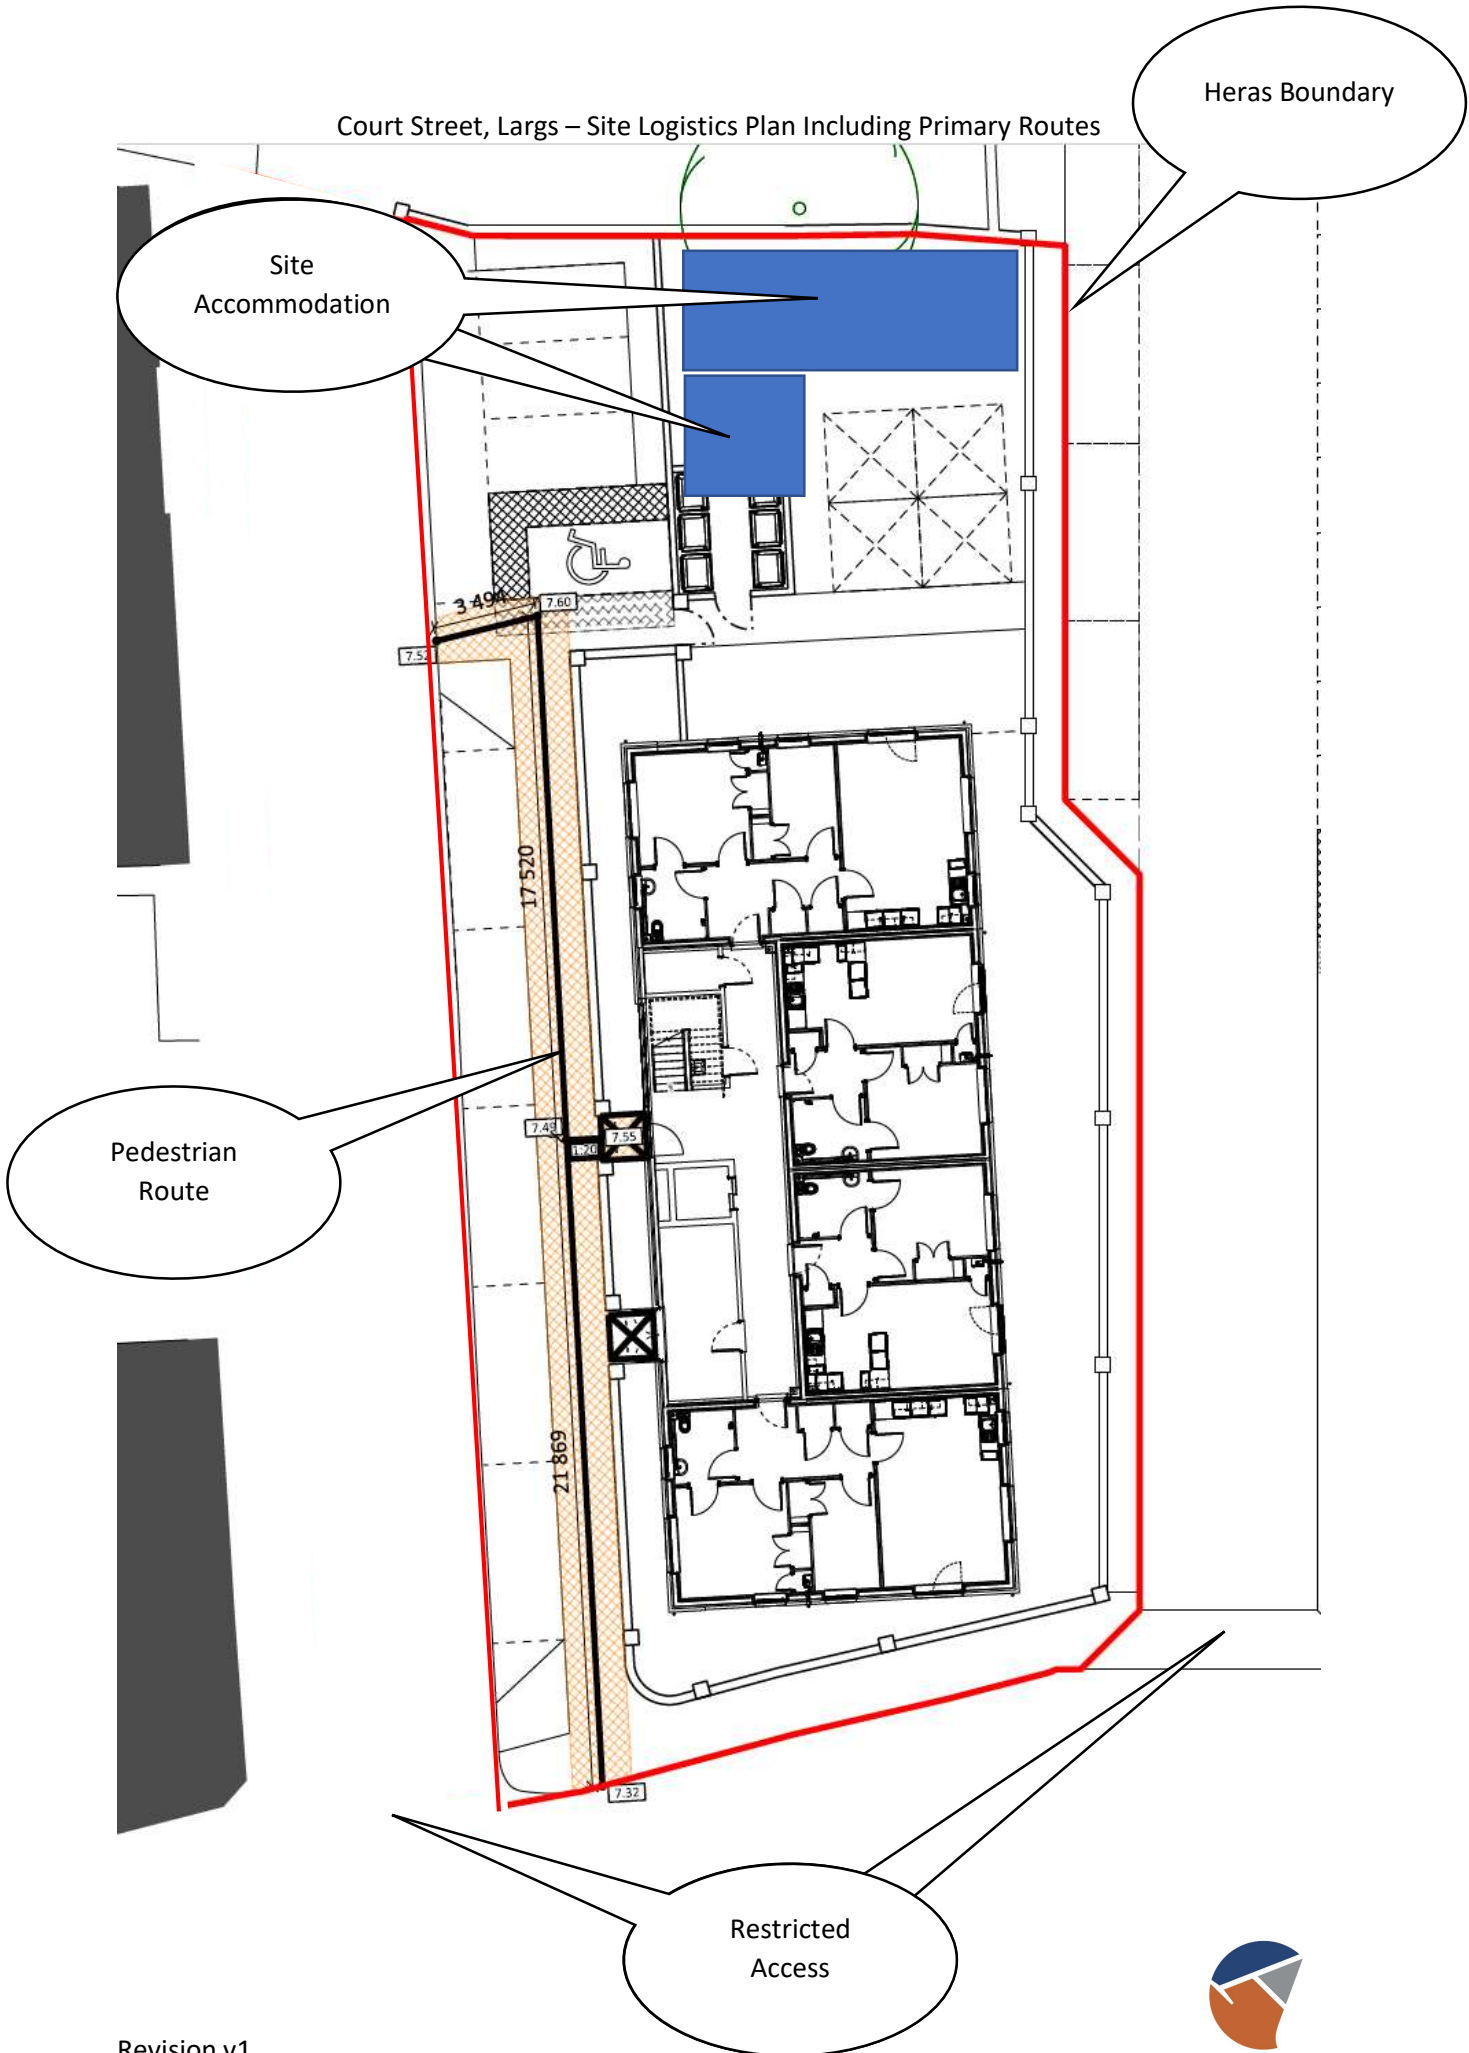 Heras Boundary
Court Street, Largs – Site Logistics Plan Including Primary Routes
Site
Accommodation
3 494
7.60
7.52
17 520
Pedestrian
Route
7.49
1:20
7.55
21 869
7.32
Restricted
Access
Revision v1